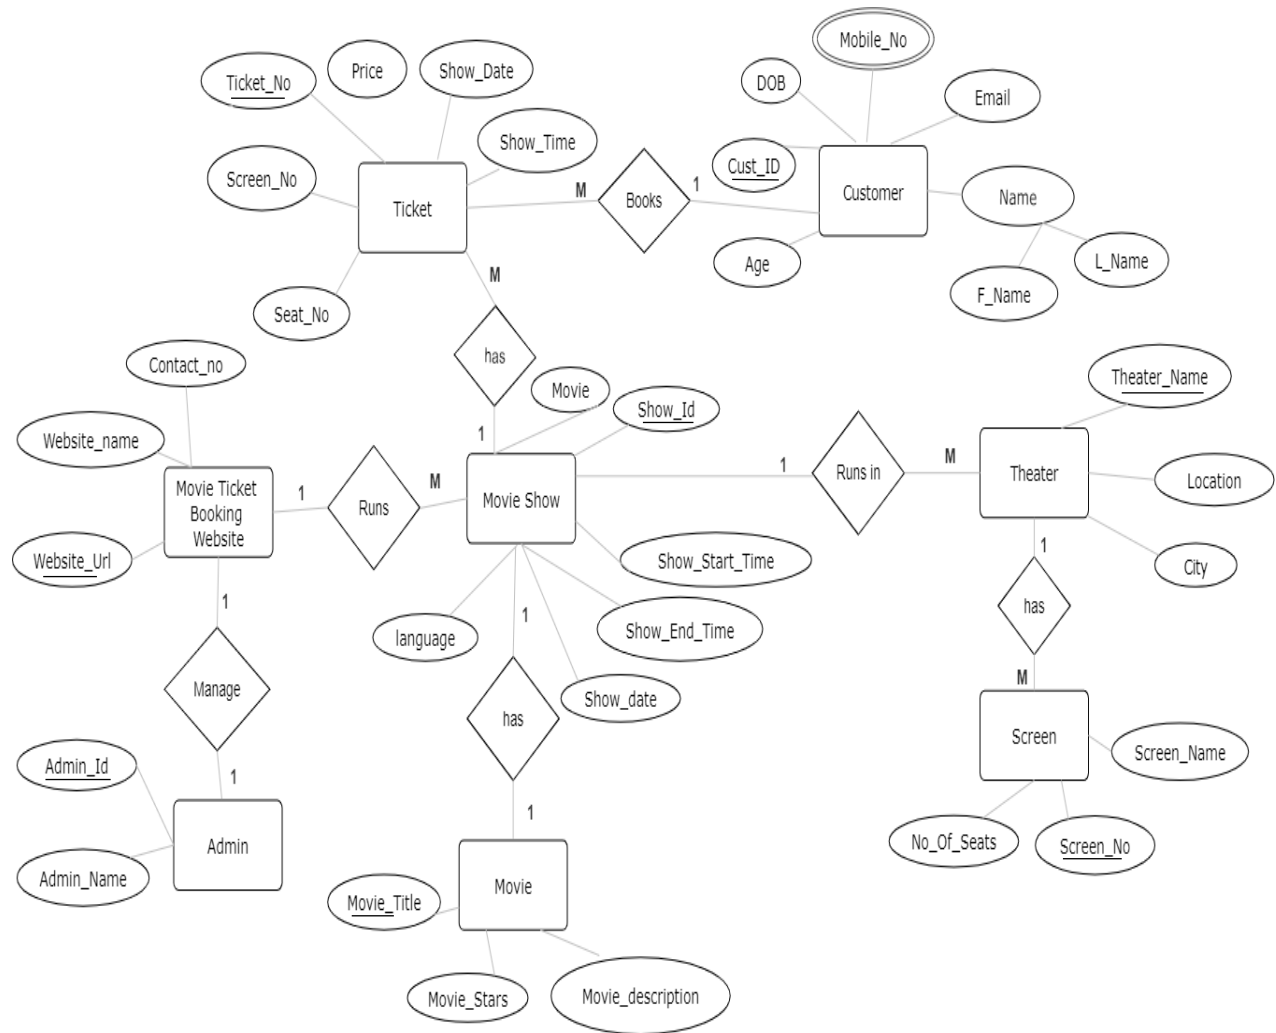 Mobile_No
Ticket_No
Price
Show_Date
DOB
Email
Show_Time
Screen_No
Cust_ID
Customer
Name
Ticket
M
Books
1
Age
L_Name
F_Name
M
Seat_No
has
Contact_no
Movie
Show_Id
Theater_Name
Website_name
1
Movie Ticket
Booking
Website
1
Runs
M
Movie Show
1
Runs in
M
Theater
Location
Website_Url
Show_Start_Time
1
City
1
has
language
1
Show_End_Time
M
Manage
has
Show_date
Screen
Screen_Name
Admin_Id
1
1
No_Of_Seats
Screen_No
Admin
Admin_Name
Movie
Movie_Title
Movie_Stars
Movie_description